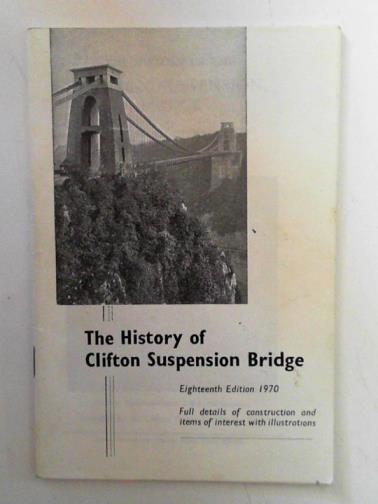 The History of
Clifton Suspension Bridge
Eighteenth Edition 1970
Full details of construction and
items of interest with illustrations